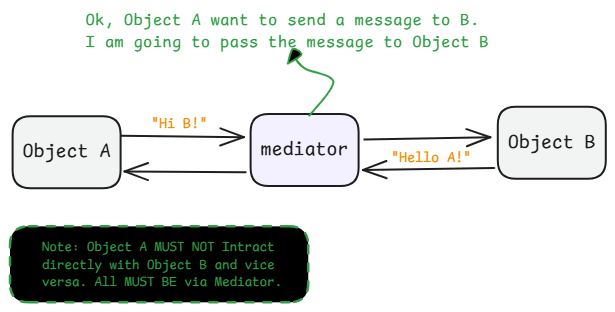 Ok, Object A want to send a message to B.
I am going to pass the message to Object B
"Hi B!"
Object A
mediator
Object B
"Hello A!"
Note: Object A MUST NOT Intract
directly with Object B and vice
versa. All MUST BE via Mediator.